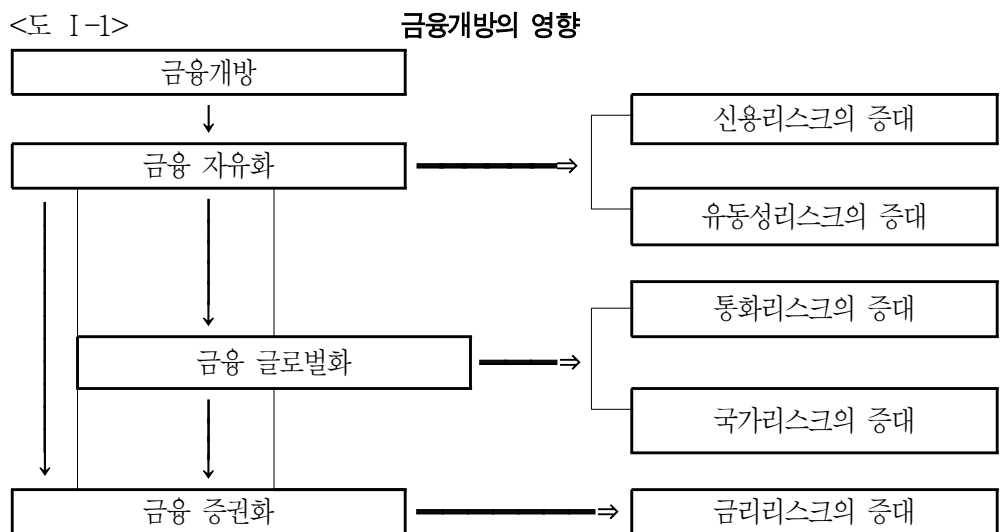 <도 Ⅰ-1> 금융개방의 영향
금융개방
신용리스크의 증대
금융 자유화
유동성리스크의 증대
통화리스크의 증대
금융 글로벌화
국가리스크의 증대
금융 증권화
금리리스크의 증대